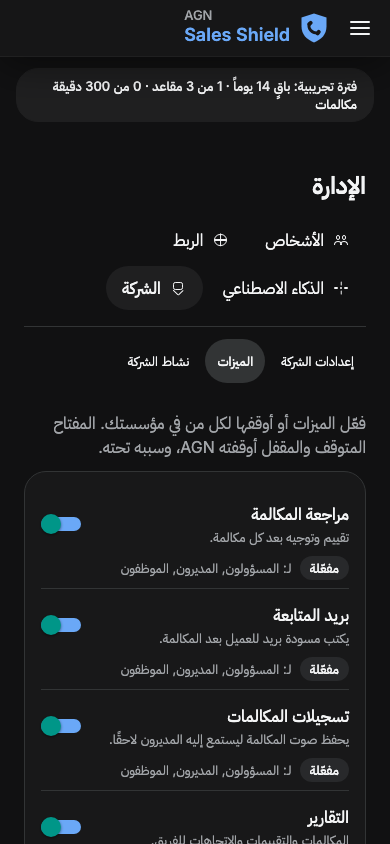 AGN
Sales Shield
فترة تجريبية: باقٍ 14 يوماً · 1 من 3 مقاعد · 0 من 300 دقيقة
مكالمات
الإدارة
الأشخاص
الربط
الذكاء الاصطناعي
الشركة
إعدادات الشركة
الميزات
نشاط الشركة
فعّل الميزات أو أوقفها لكل من في مؤسستك. المفتاح
المتوقف والمقفل أوقفته AGN، وسببه تحته.
مراجعة المكالمة
تقييم وتوجيه بعد كل مكالمة.
مفعّلة
لـ: المسؤولون, المديرون, الموظفون
بريد المتابعة
يكتب مسودة بريد للعميل بعد المكالمة.
مفعّلة
لـ: المسؤولون, المديرون, الموظفون
تسجيلات المكالمات
يحفظ صوت المكالمة ليستمع إليه المديرون لاحقًا.
مفعّلة
لـ: المسؤولون, المديرون, الموظفون
التقارير
المكالمات والتقييمات والاتجاهات للفريق.